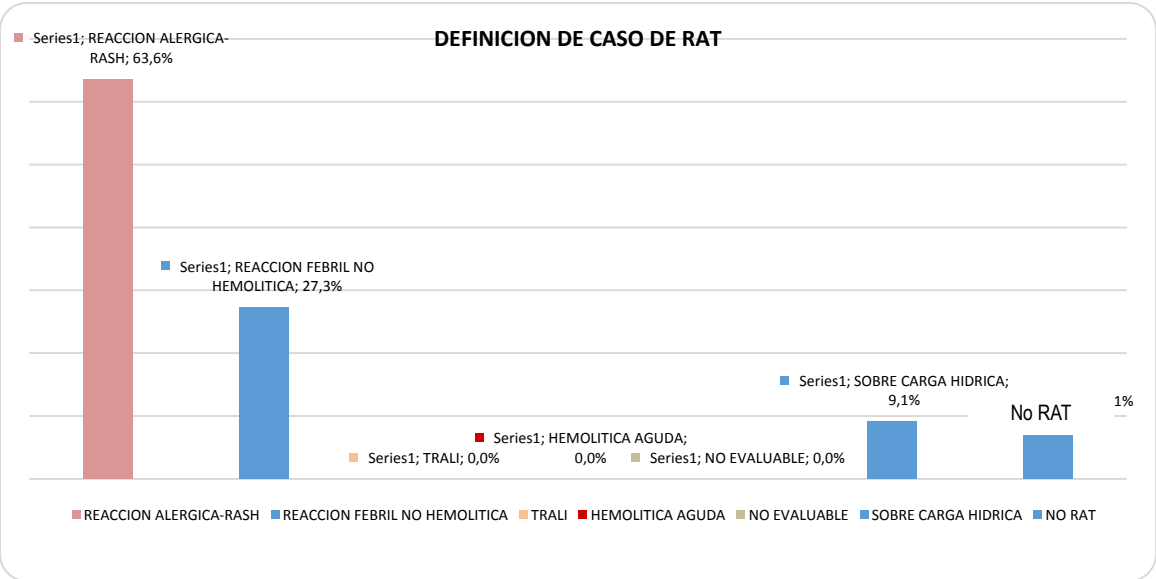 DEFINICION DE CASO DE RAT
Series1; REACCION ALERGICA-
RASH; 63,6%
Series1; REACCION FEBRIL NO
HEMOLITICA; 27,3%
Series1; TRALI; 0,0%
Series1; HEMOLITICA AGUDA;
0,0%
Series1; NO EVALUABLE; 0,0%
Series1; SOBRE CARGA HIDRICA;
9,1%
No RAT
1%
REACCION ALERGICA-RASH REACCION FEBRIL NO HEMOLITICA TRALI HEMOLITICA AGUDA NO EVALUABLE SOBRE CARGA HIDRICA NO RAT